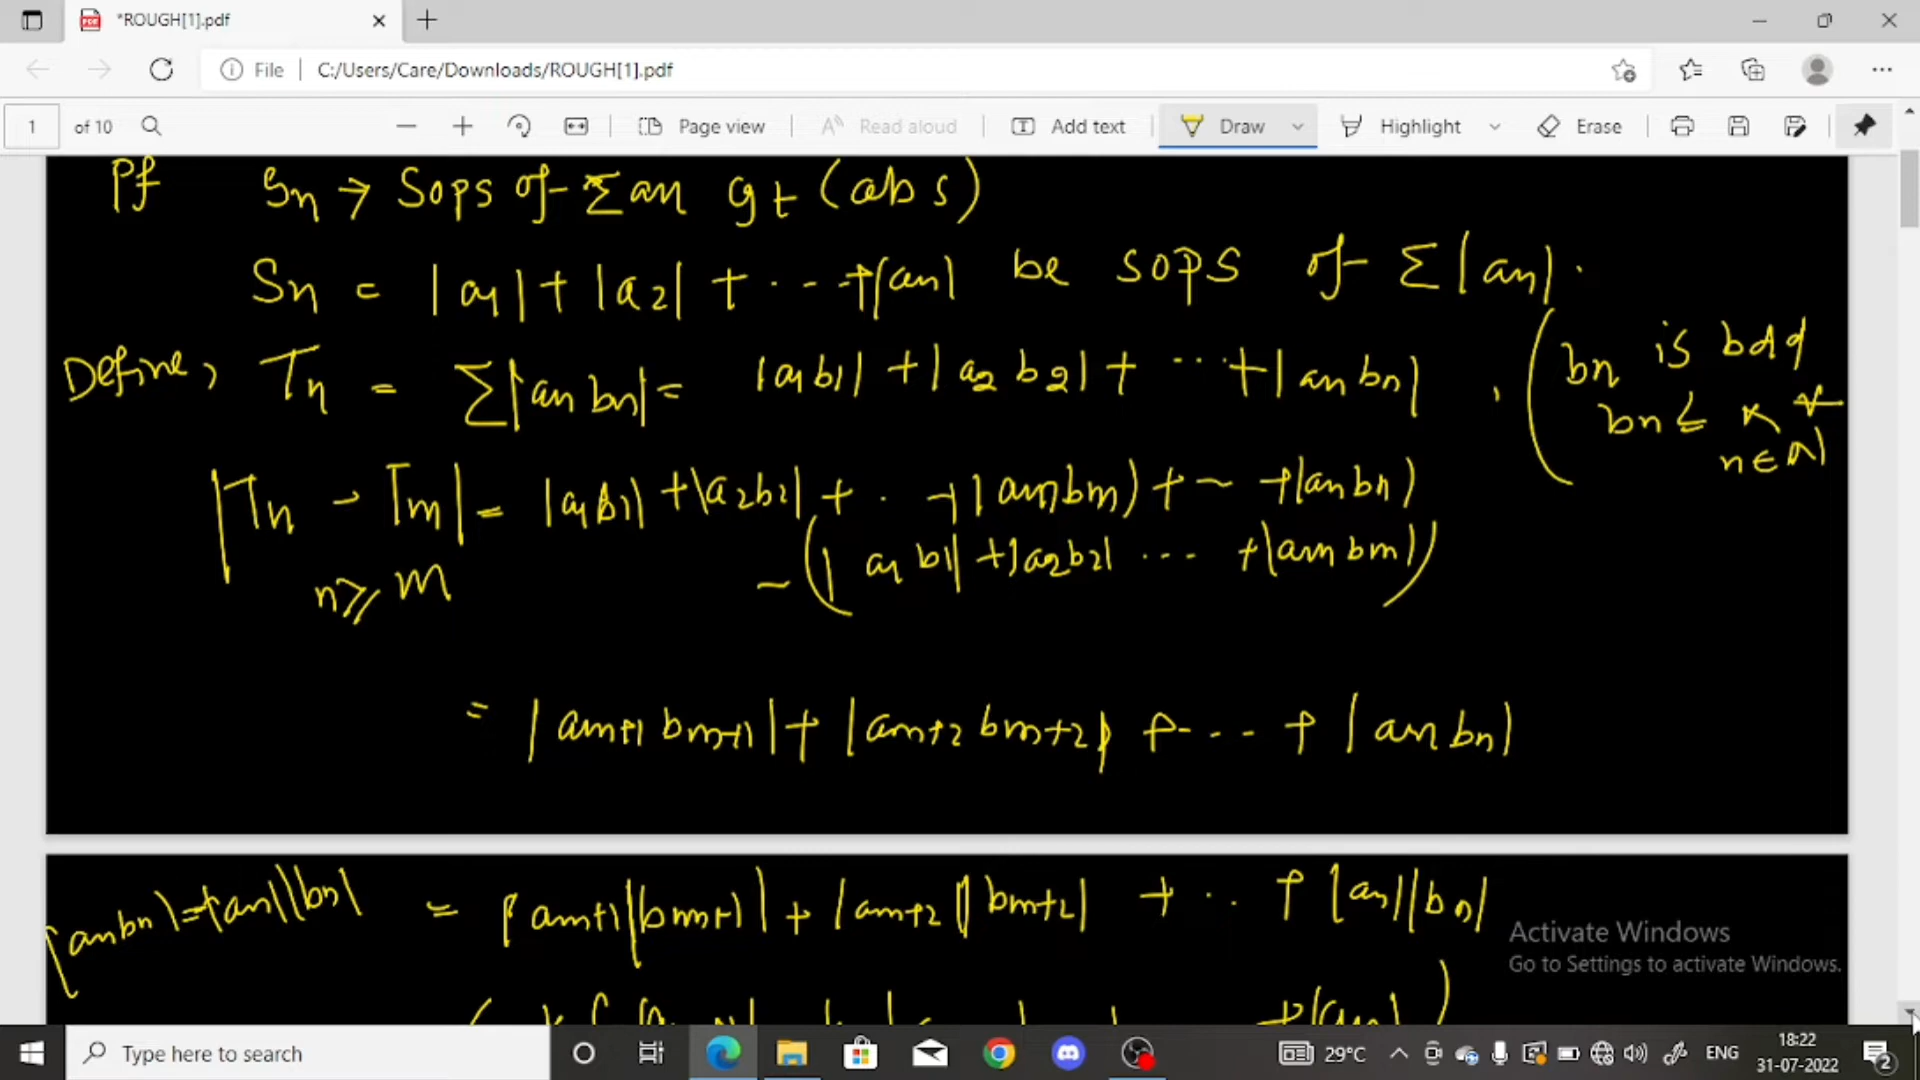 *ROUGH[1].pdf
File C:/Users/Care/Downloads/ROUGH[1].pdf
1 of 10 Page view Read aloud Add text Draw Highlight Erase
Pf Sn → Sops of Σan gt (abs)
Sn = |a1| + |a2| + ... + |an| be sops of Σ|an|.
Define, Tn = Σ|an bn| = |a1b1| + |a2 b2| + ... + |an bn|, (bn is bdd
bn ≤ K ∀
n∈N
|Tn - Tm| = |a1b1| + |a2b2| + .. + |am bm| + ... + |an bn|
n ≥ m - (|a1 b1| + |a2b2| ... + |am bm|)
= |am+1 bm+1| + |am+2 bm+2| + ... + |an bn|
|an bn| = |an||bn| = |am+1||bm+1| + |am+2||bm+2| + .. + |an||bn|
Activate Windows
Go to Settings to activate Windows.
Type here to search 29°C ENG 18:22
31-07-2022 2